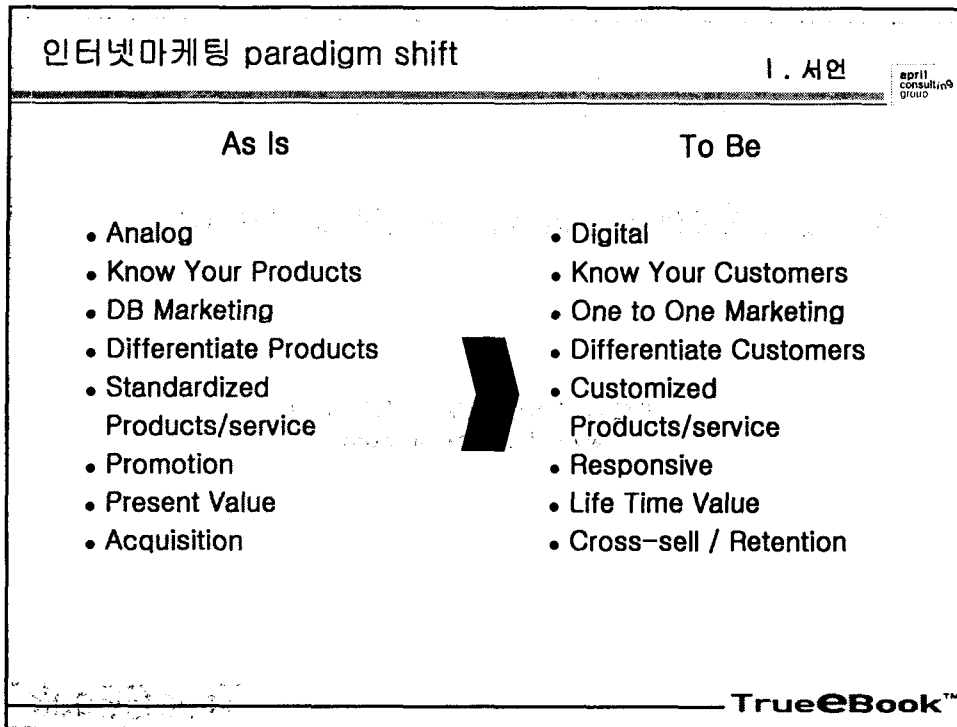 인터넷마케팅 paradigm shift
Ⅰ. 서언
april
consulting
group
As Is
To Be
• Analog
• Know Your Products
• DB Marketing
• Differentiate Products
• Standardized
Products/service
• Promotion
• Present Value
• Acquisition
• Digital
• Know Your Customers
• One to One Marketing
• Differentiate Customers
• Customized
Products/service
• Responsive
• Life Time Value
• Cross-sell / Retention
TrueeBook™